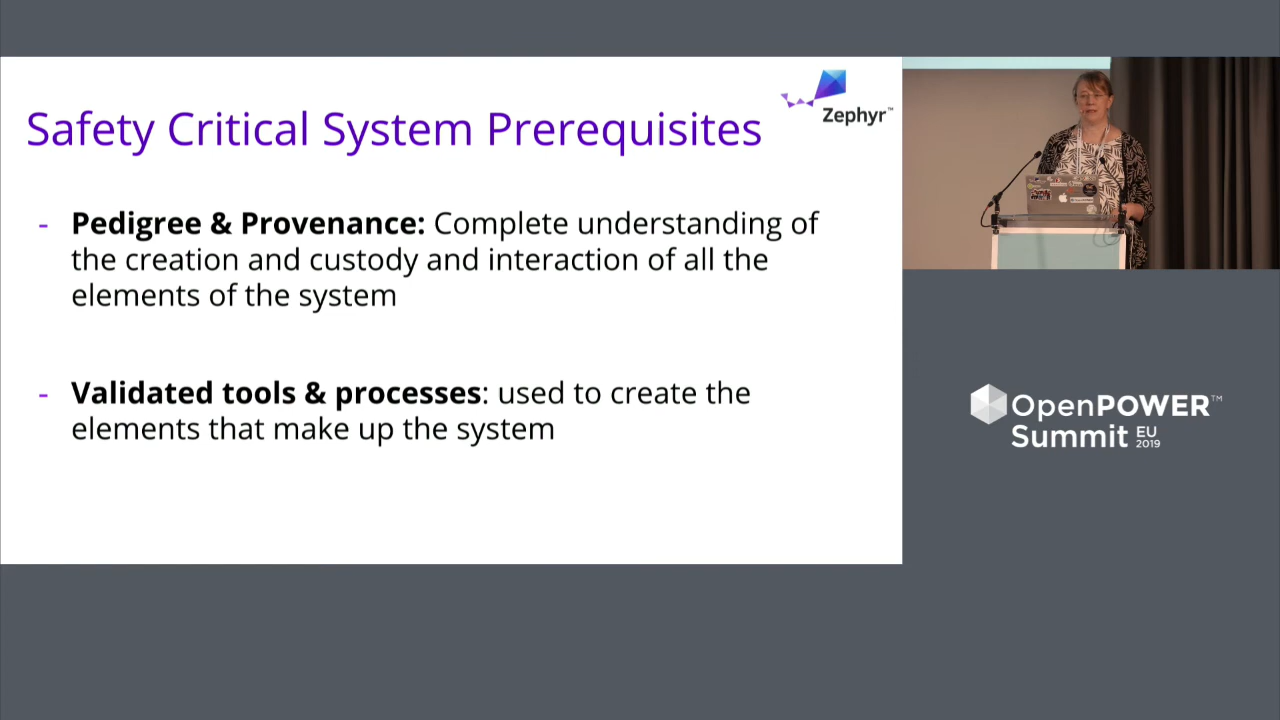 Safety Critical System Prerequisites
Zephyr™
- Pedigree & Provenance: Complete understanding of
the creation and custody and interaction of all the
elements of the system
- Validated tools & processes: used to create the
elements that make up the system
OpenPOWER™
Summit EU
2019